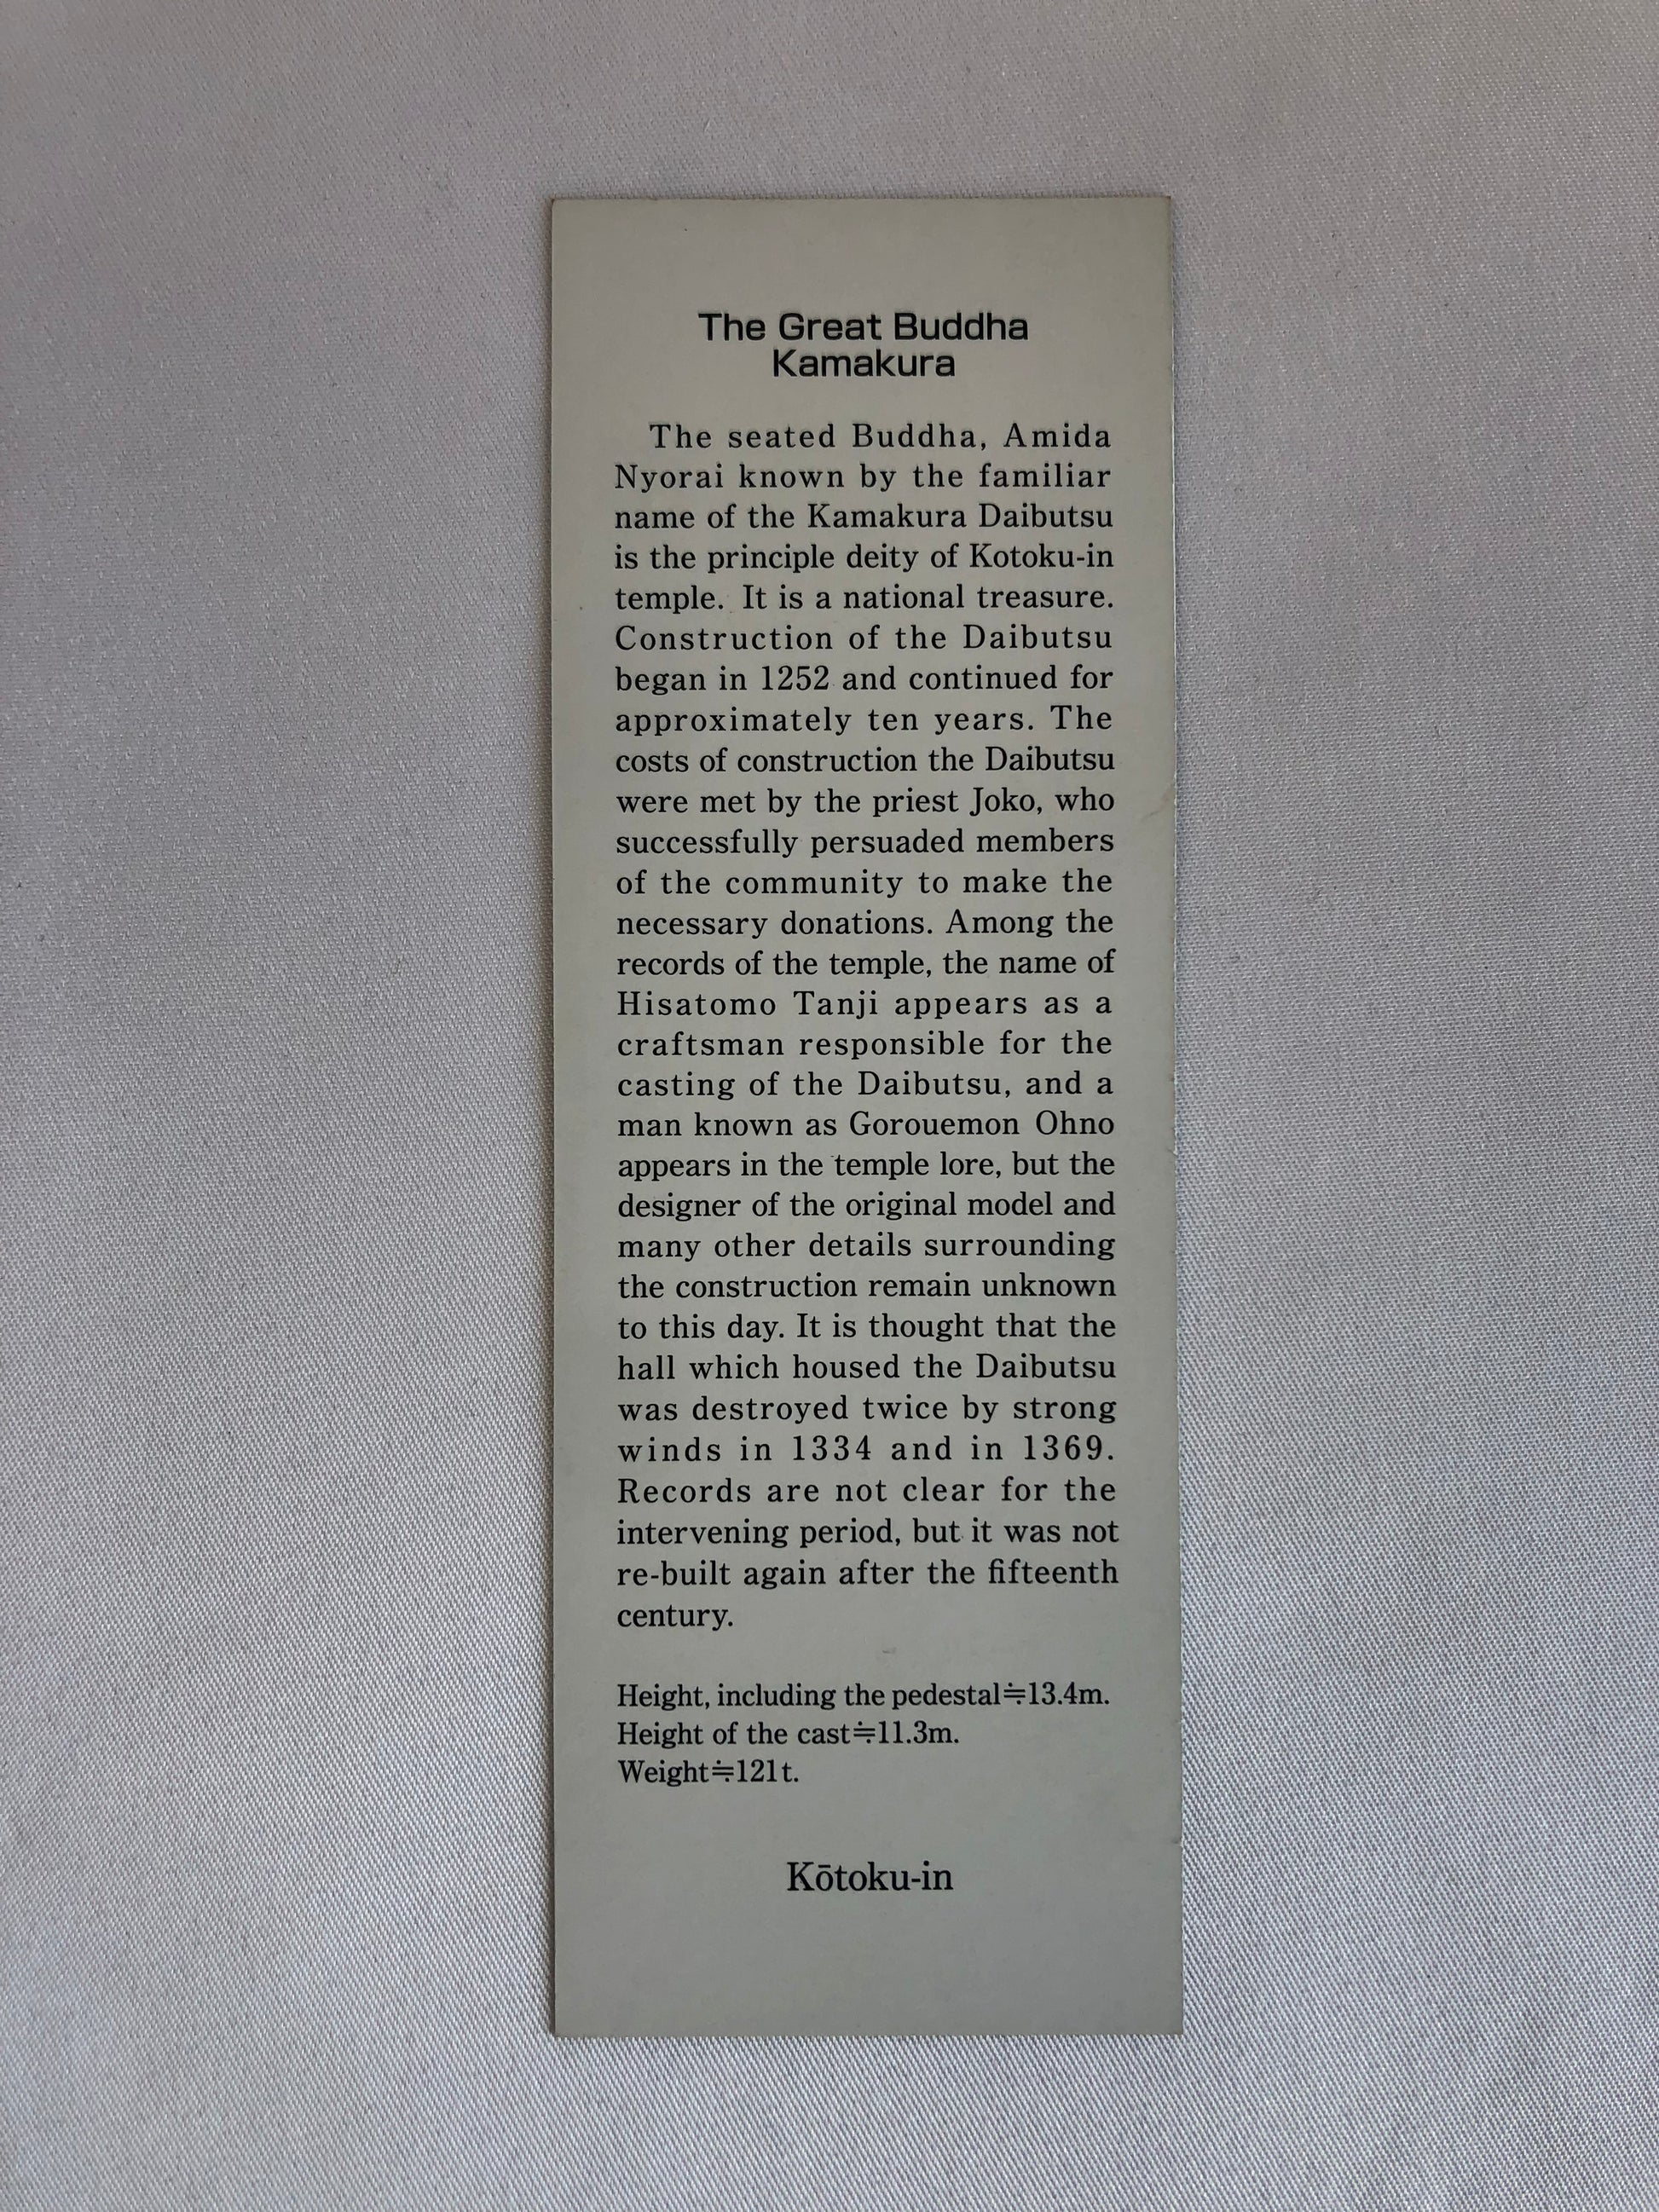 The Great Buddha
Kamakura
The seated Buddha, Amida
Nyorai known by the familiar
name of the Kamakura Daibutsu
is the principle deity of Kotoku-in
temple. It is a national treasure.
Construction of the Daibutsu
began in 1252 and continued for
approximately ten years. The
costs of construction the Daibutsu
were met by the priest Joko, who
successfully persuaded members
of the community to make the
necessary donations. Among the
records of the temple, the name of
Hisatomo Tanji appears as a
craftsman responsible for the
casting of the Daibutsu, and a
man known as Gorouemon Ohno
appears in the temple lore, but the
designer of the original model and
many other details surrounding
the construction remain unknown
to this day. It is thought that the
hall which housed the Daibutsu
was destroyed twice by strong
winds in 1334 and in 1369.
Records are not clear for the
intervening period, but it was not
re-built again after the fifteenth
century.
Height, including the pedestal≒13.4m.
Height of the cast≒11.3m.
Weight≒121t.
Kōtoku-in